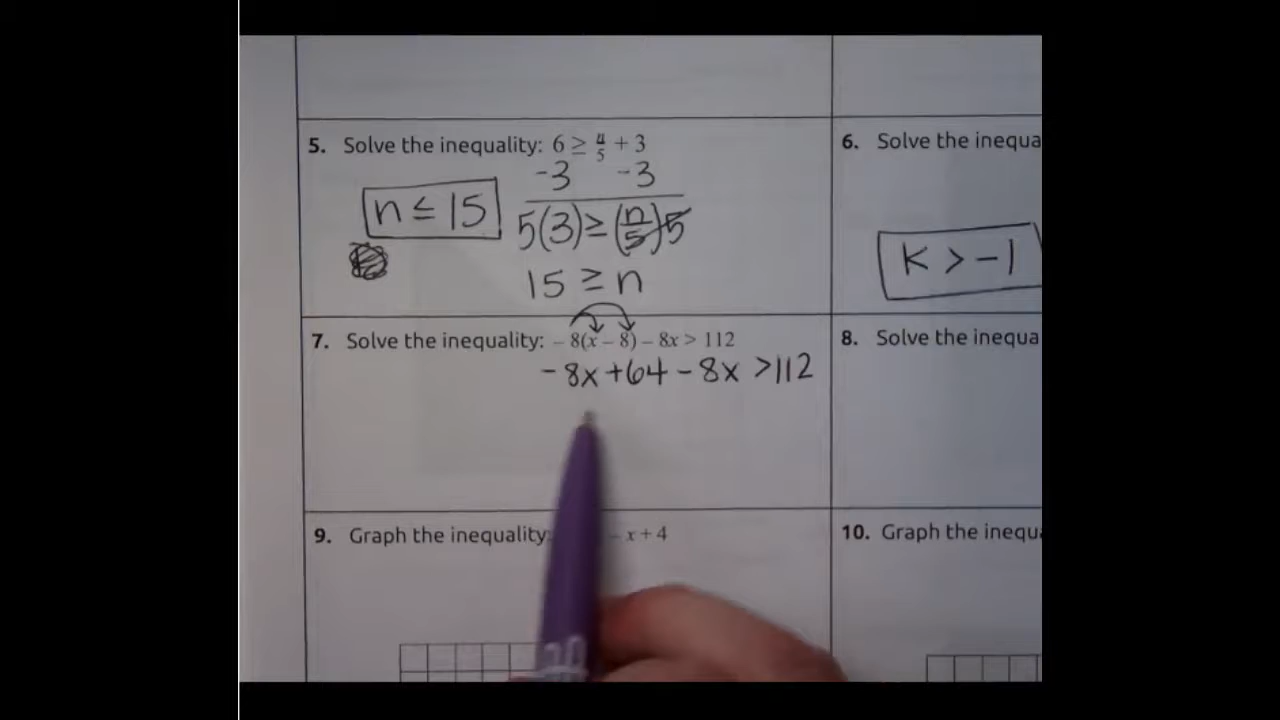 5. Solve the inequality: 6 ≥ n/5 + 3
-3 -3
n ≤ 15
5(3) ≥ (n/5)5
15 ≥ n
6. Solve the inequa
K > -1
7. Solve the inequality: – 8(x – 8) – 8x > 112
-8x + 64 - 8x > 112
8. Solve the inequa
9. Graph the inequality: – x + 4
10. Graph the inequ